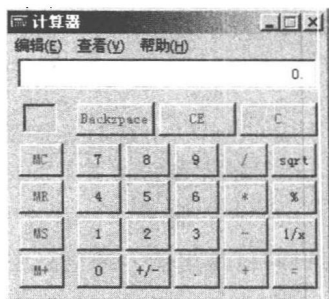 计算器
编辑(E) 查看(V) 帮助(H)
0.
Backspace CE C
MC 7 8 9 / sqrt
MR 4 5 6 * %
MS 1 2 3 - 1/x
M+ 0 +/- . + =